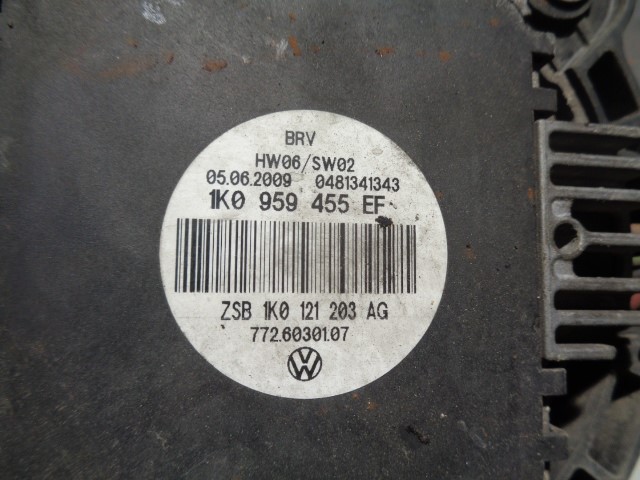 BRV
HW06/SW02
05.06.2009 0481341343
1K0 959 455 EF
ZSB 1K0 121 203 AG
772.60301.07
VW